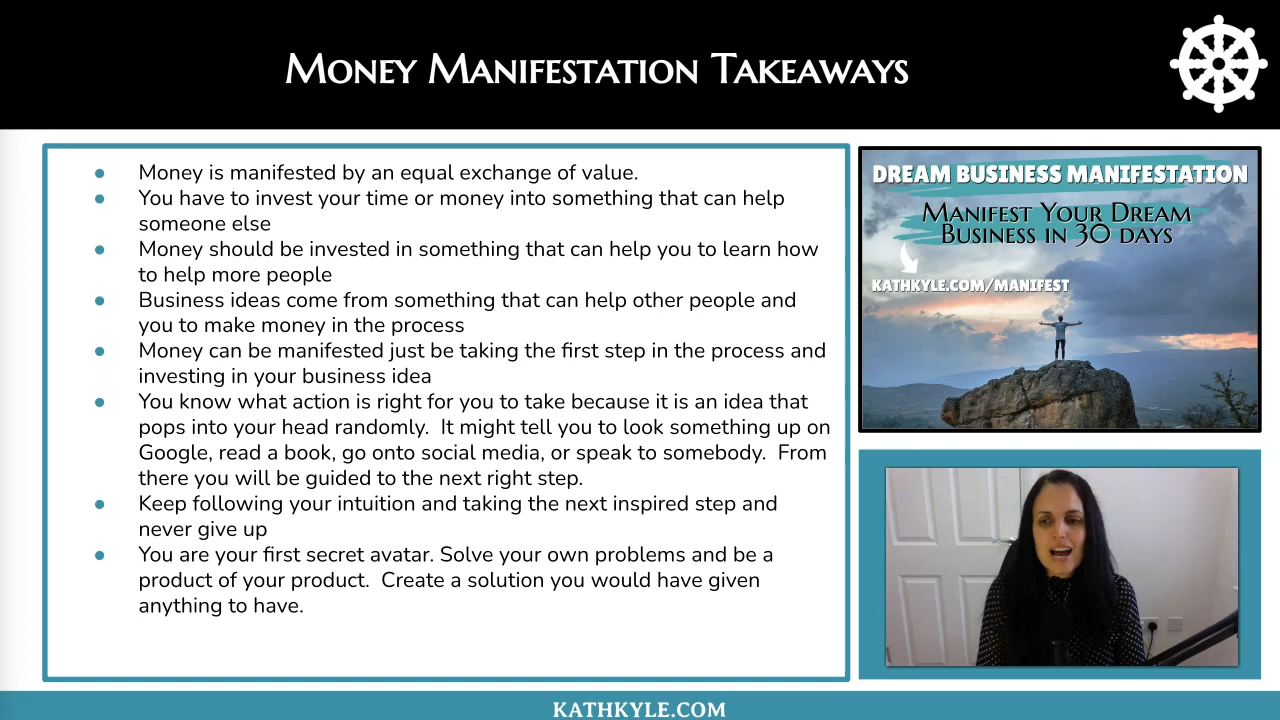 Money Manifestation Takeaways
• Money is manifested by an equal exchange of value.
• You have to invest your time or money into something that can help
someone else
• Money should be invested in something that can help you to learn how
to help more people
• Business ideas come from something that can help other people and
you to make money in the process
• Money can be manifested just be taking the first step in the process and
investing in your business idea
• You know what action is right for you to take because it is an idea that
pops into your head randomly.  It might tell you to look something up on
Google, read a book, go onto social media, or speak to somebody.  From
there you will be guided to the next right step.
• Keep following your intuition and taking the next inspired step and
never give up
• You are your first secret avatar. Solve your own problems and be a
product of your product.  Create a solution you would have given
anything to have.
DREAM BUSINESS MANIFESTATION
Manifest Your Dream
Business in 30 days
KATHKYLE.COM/MANIFEST
KATHKYLE.COM